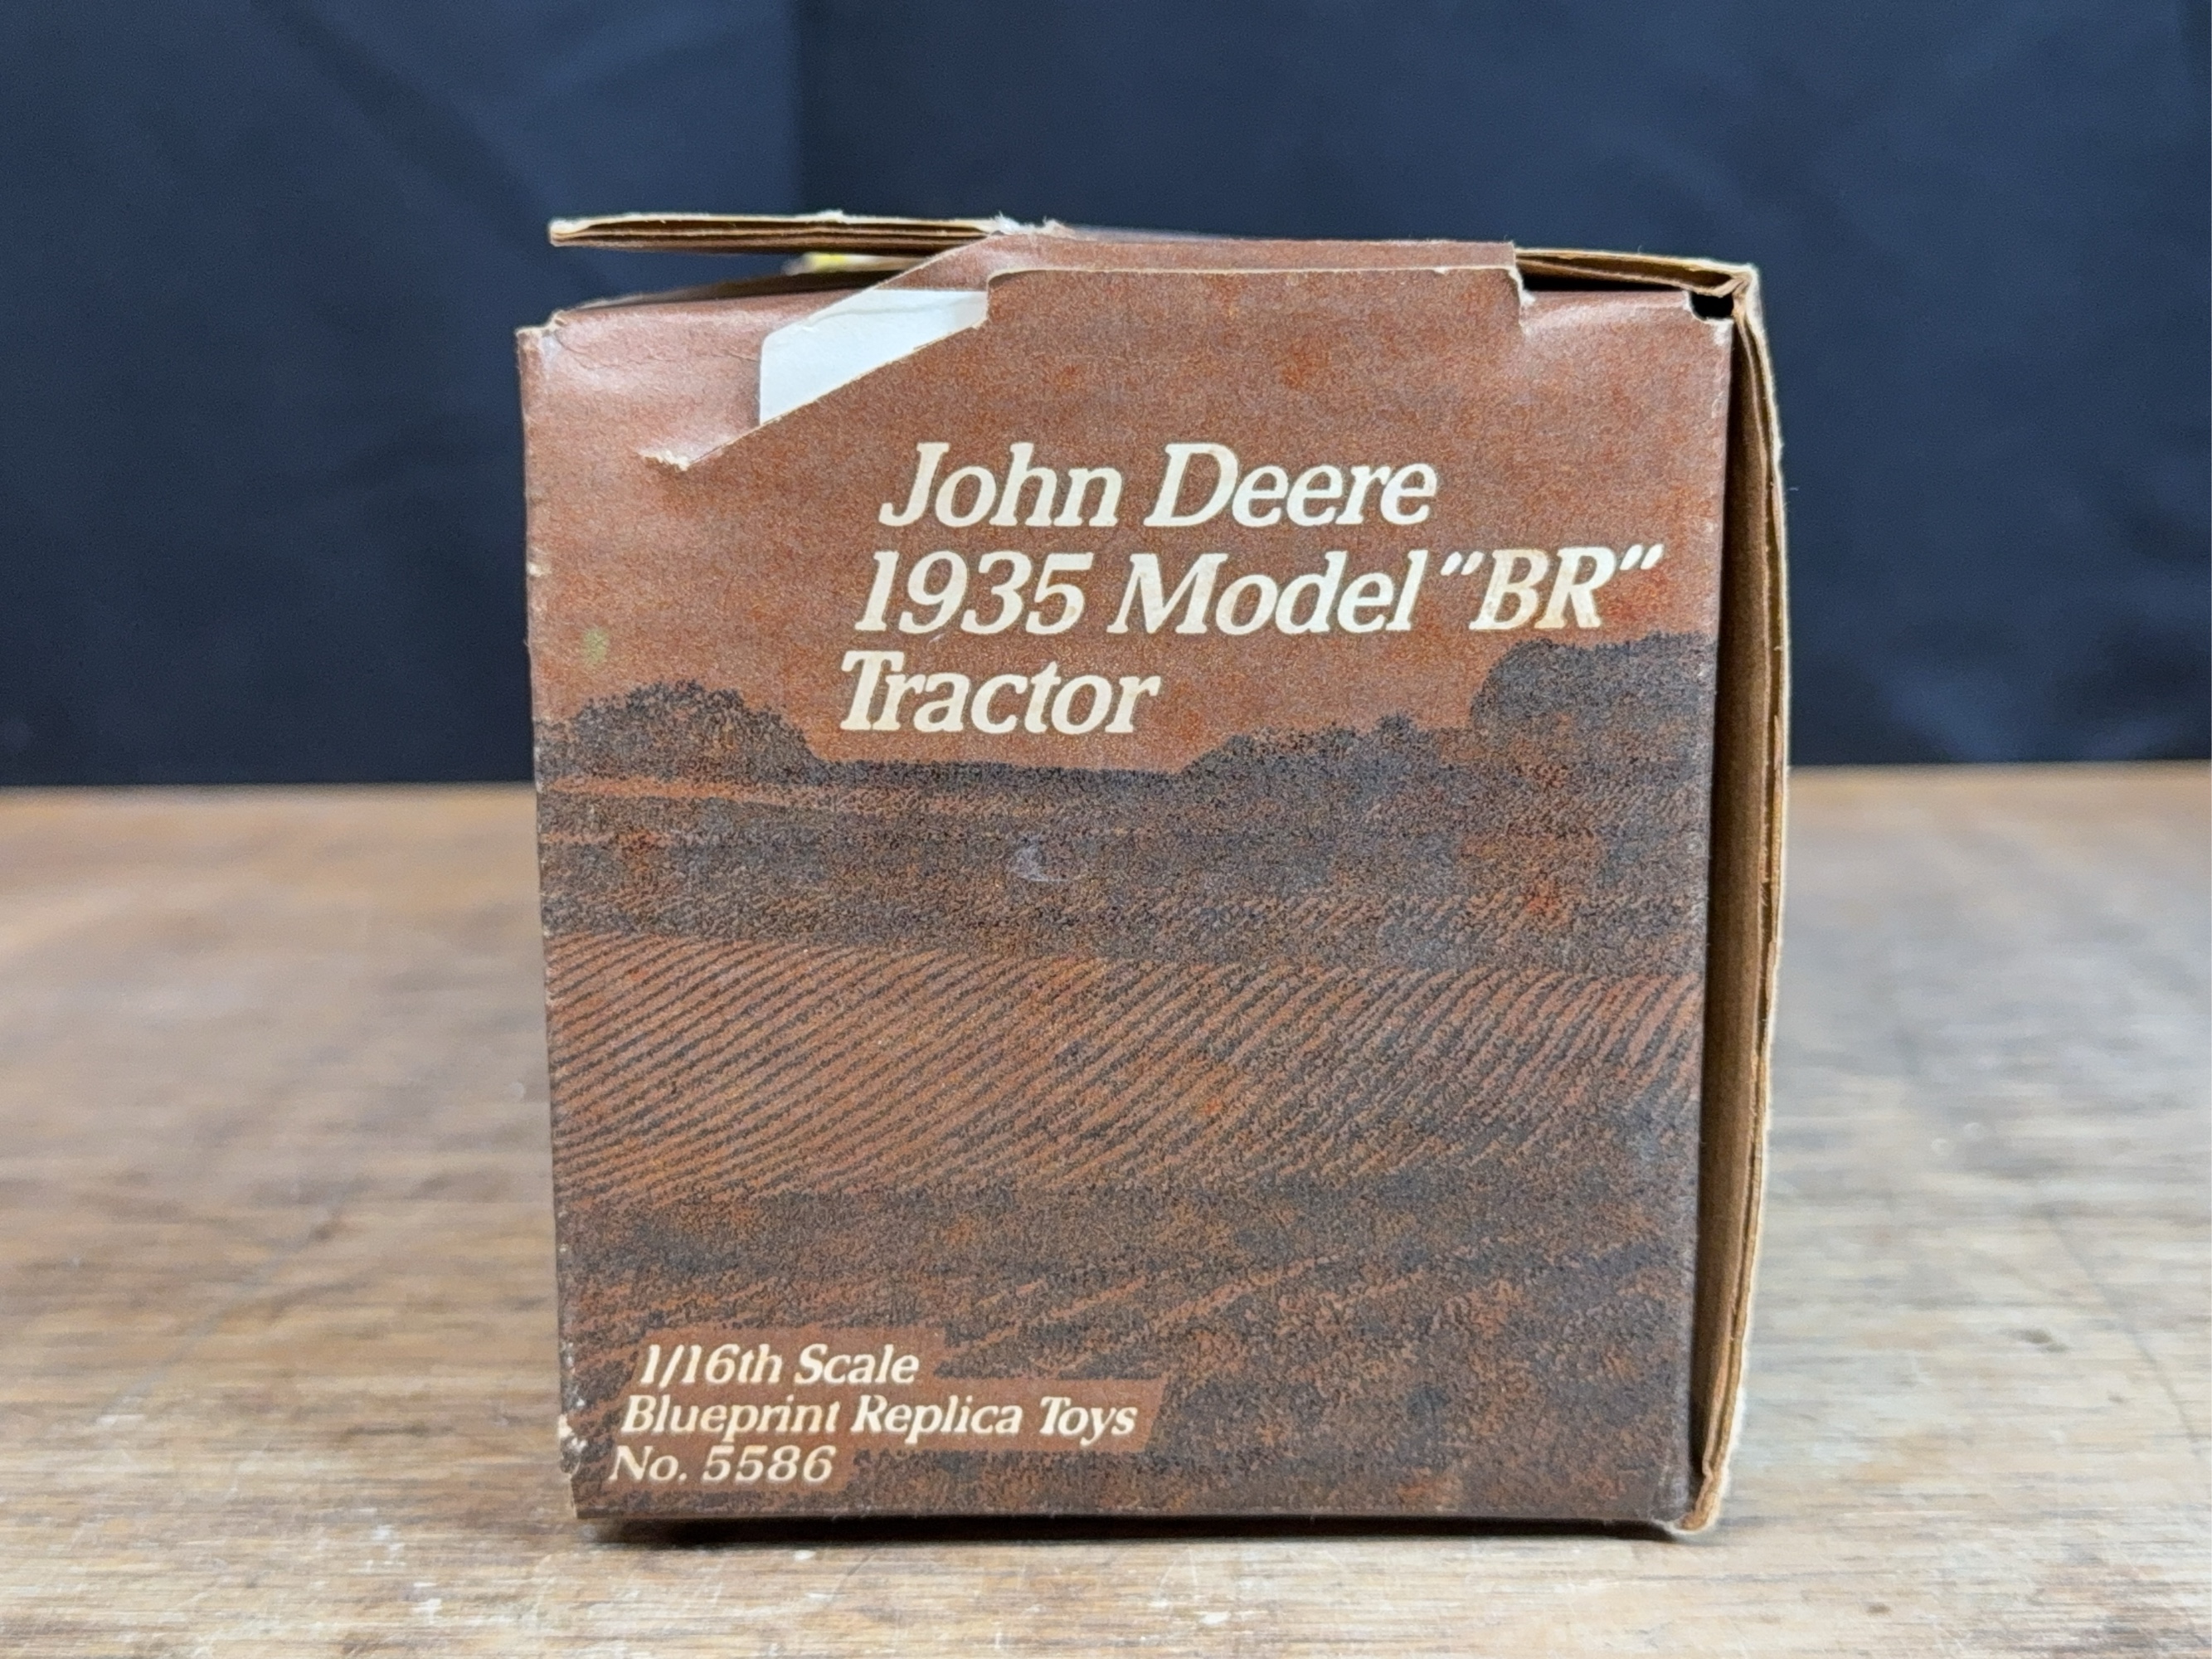 John Deere
1935 Model "BR"
Tractor
1/16th Scale
Blueprint Replica Toys
No. 5586